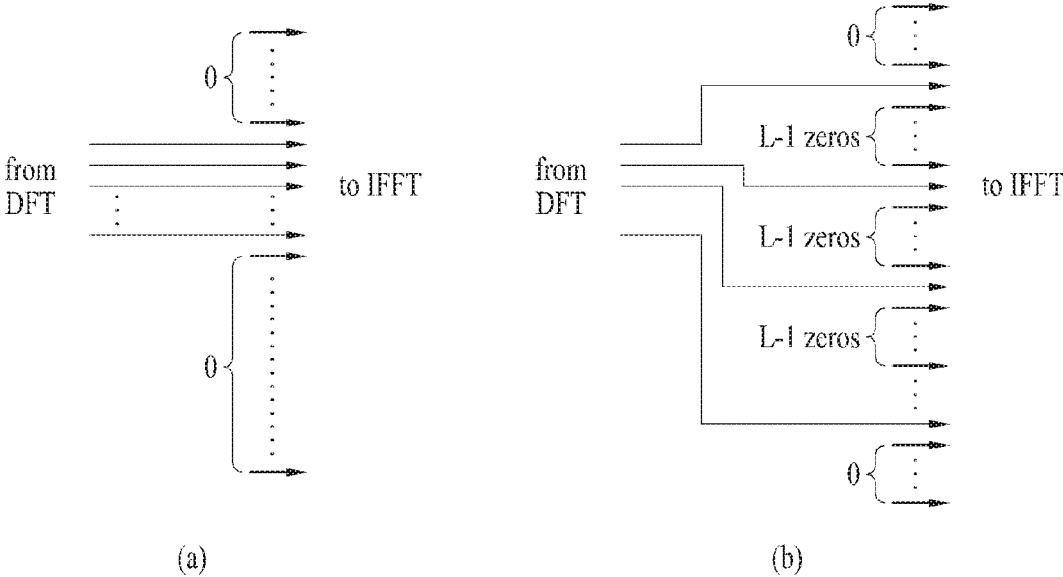 0
from
DFT
to IFFT
0
(a)
0
L-1 zeros
from
DFT
to IFFT
L-1 zeros
L-1 zeros
0
(b)